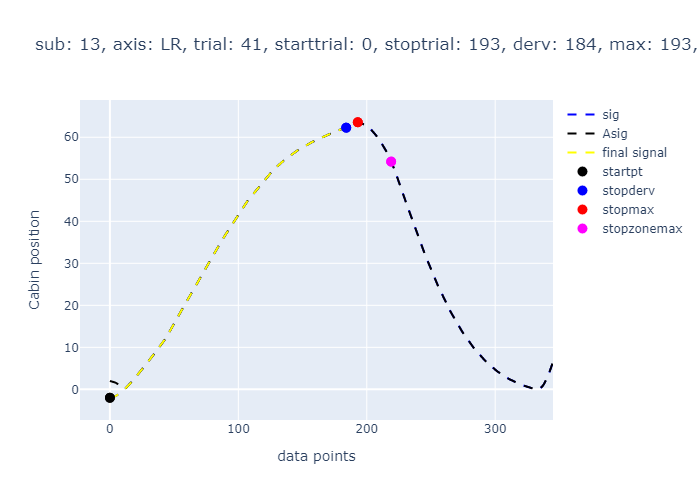 sub: 13, axis: LR, trial: 41, starttrial: 0, stoptrial: 193, derv: 184, max: 193,
sig
Asig
final signal
startpt
stopderv
stopmax
stopzonemax
Cabin position
60
50
40
30
20
10
0
0 100 200 300
data points